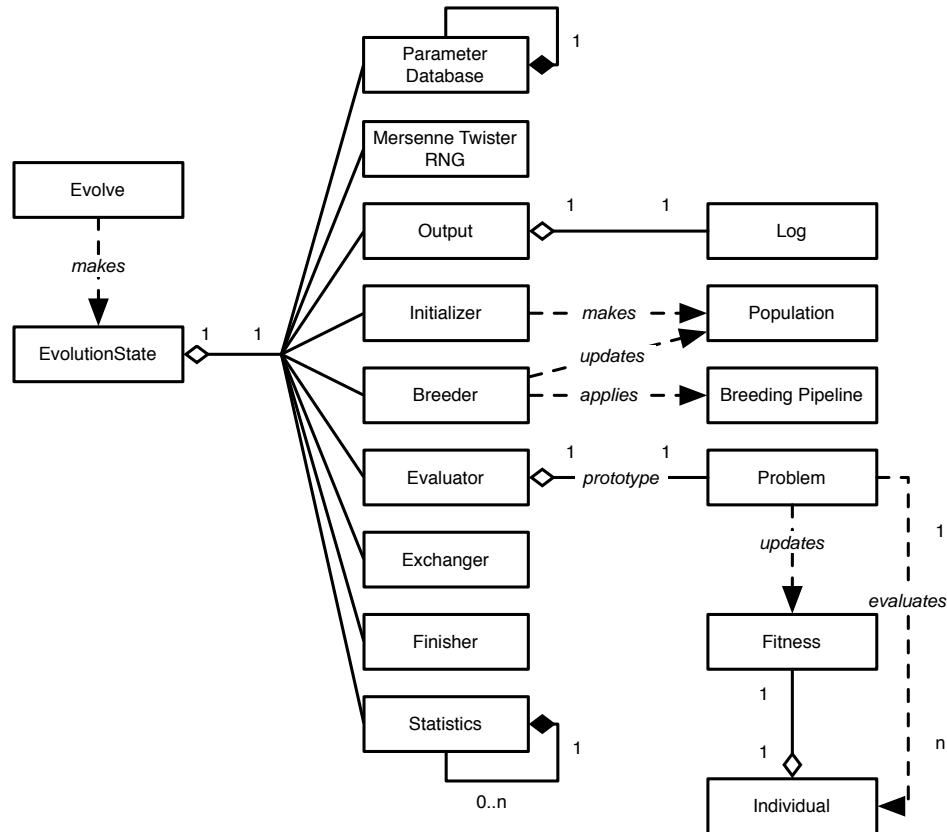 1
Parameter
Database
Mersenne Twister
RNG
Evolve
1
1
Output
Log
makes
Initializer
makes
Population
1
1
updates
EvolutionState
Breeder
applies
Breeding Pipeline
1
1
Evaluator
prototype
Problem
1
updates
Exchanger
evaluates
Finisher
Fitness
1
Statistics
1
1
n
0..n
Individual